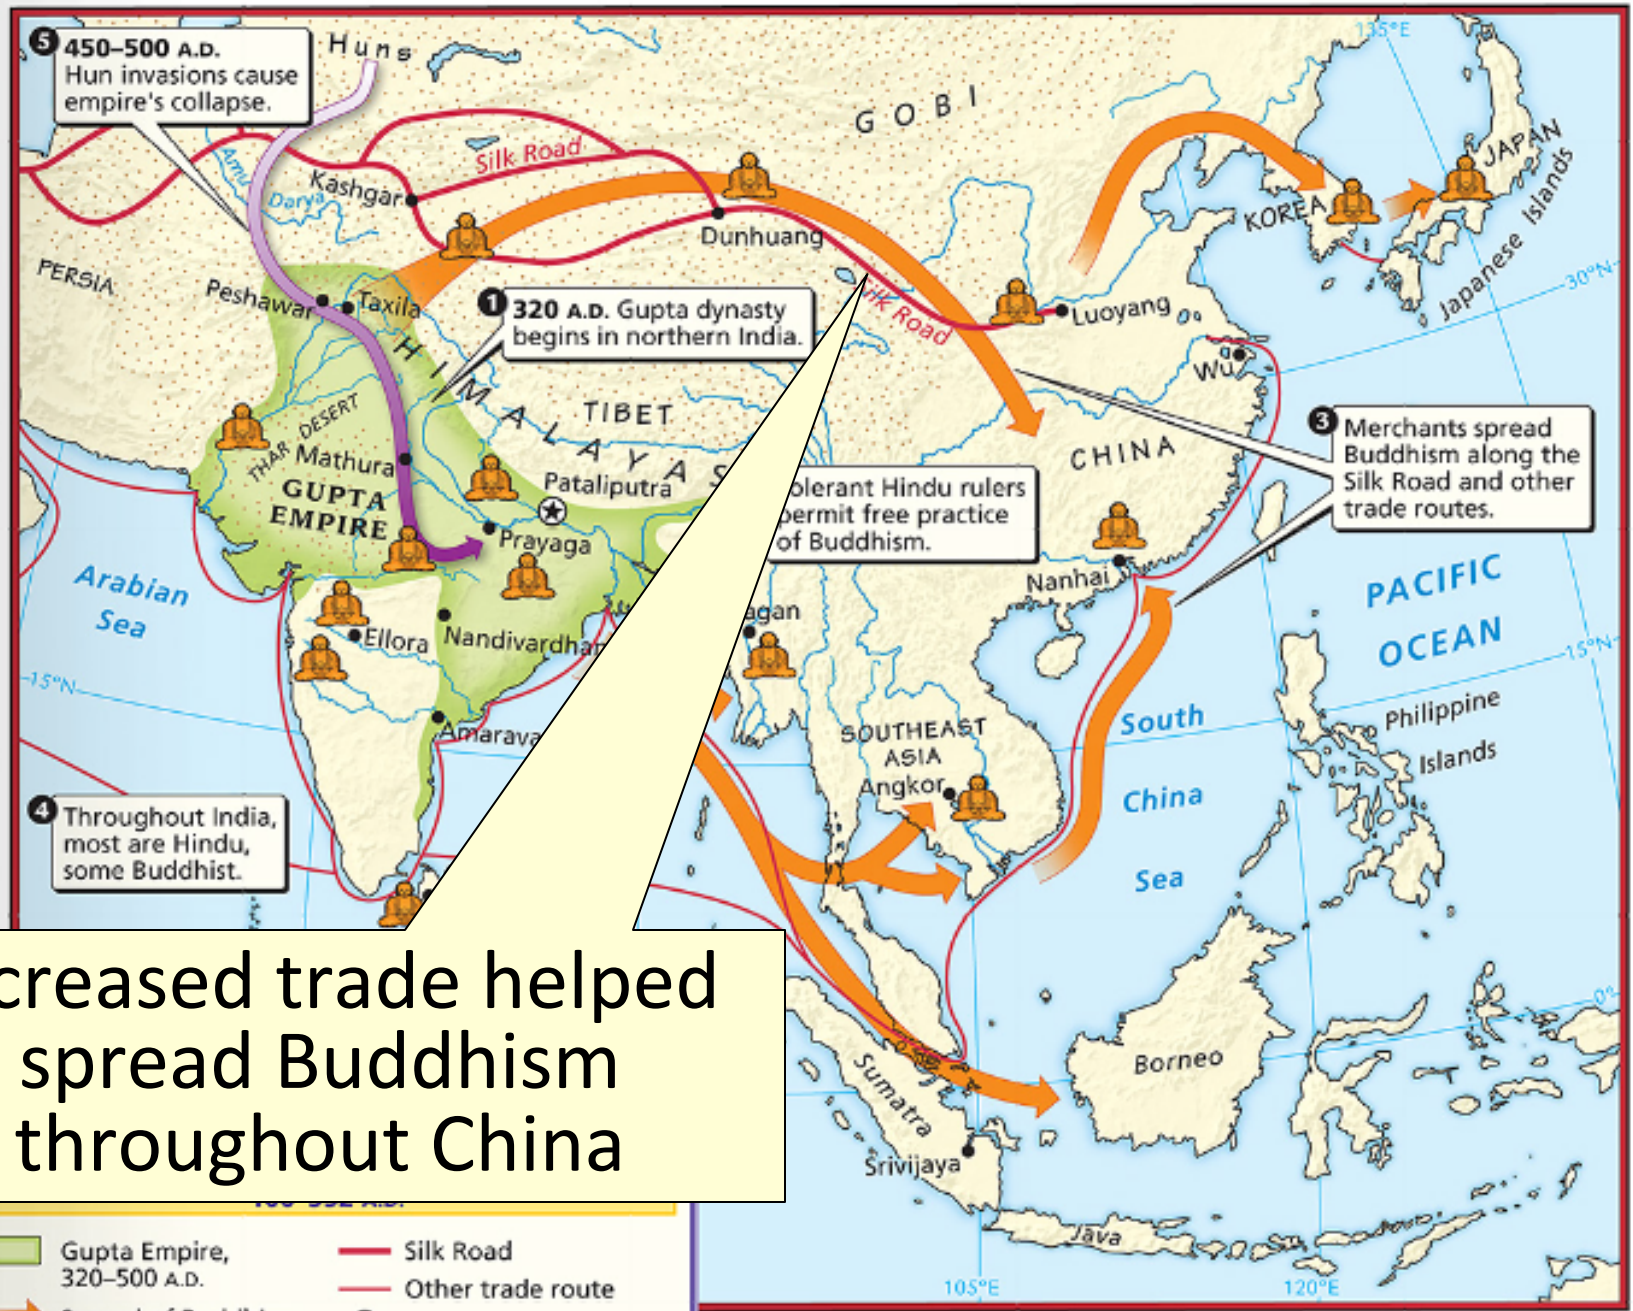 5 450–500 A.D.
Hun invasions cause
empire's collapse.
Huns
GOBI
135°E
JAPAN
Japanese Islands
KOREA
30°N
Silk Road
Amu
Darya
Kashgar
Dunhuang
PERSIA
Peshawar
Taxila
1 320 A.D. Gupta dynasty
begins in northern India.
Silk Road
Luoyang
Wu
HIMALAYAS
TIBET
CHINA
3 Merchants spread
Buddhism along the
Silk Road and other
trade routes.
THAR DESERT
Mathura
GUPTA
EMPIRE
Pataliputra
Prayaga
olerant Hindu rulers
permit free practice
of Buddhism.
Nanhai
PACIFIC
OCEAN
Arabian
Sea
Ellora
Nandivardhan
agan
15°N
15°N
Amarava
SOUTHEAST
ASIA
Angkor
South
China
Sea
Philippine
Islands
4 Throughout India,
most are Hindu,
some Buddhist.
creased trade helped
spread Buddhism
throughout China
0°
Borneo
Sumatra
Srivijaya
Java
105°E
120°E
Gupta Empire,
320–500 A.D.
Silk Road
Other trade route